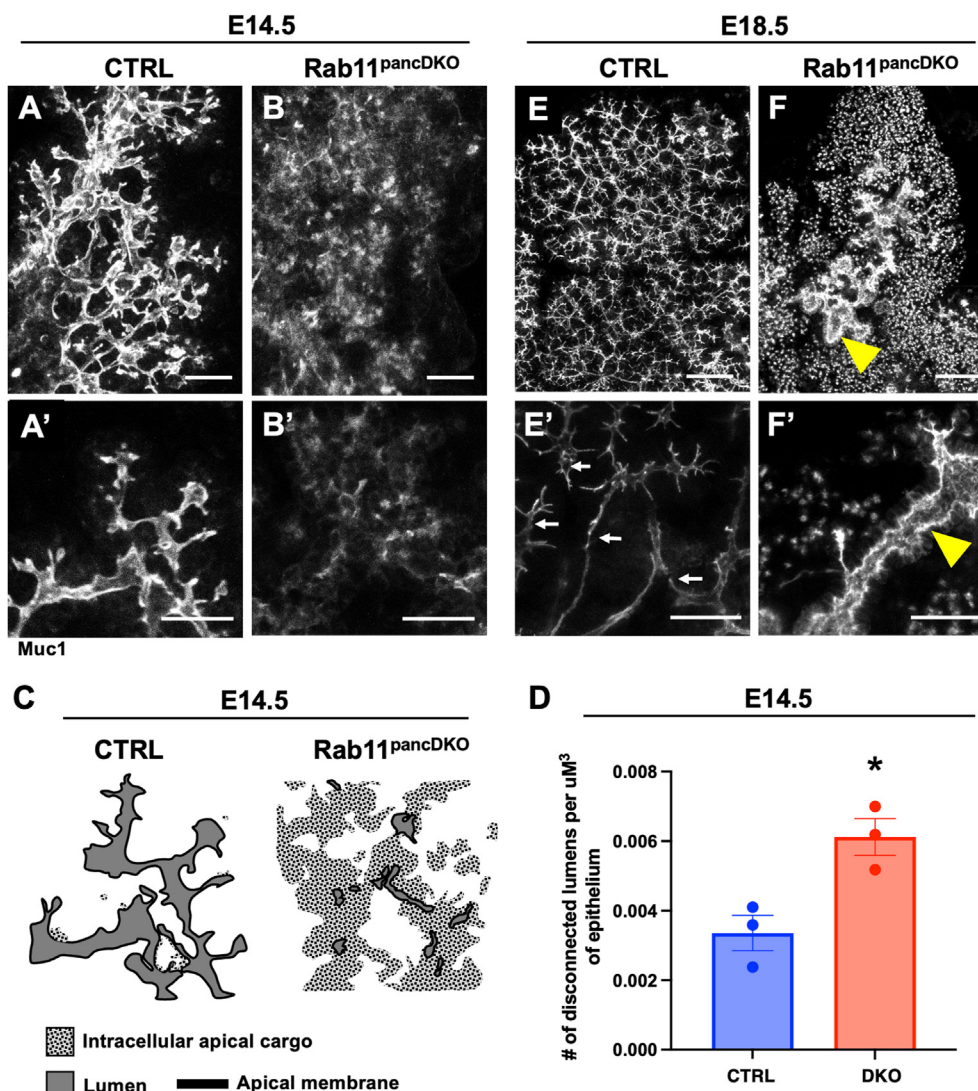 E14.5
E18.5
CTRL
Rab11pancDKO
CTRL
Rab11pancDKO
A
B
E
F
A'
B'
E'
F'
Muc1
C
E14.5
CTRL
Rab11pancDKO
Intracellular apical cargo
Lumen
Apical membrane
D
E14.5
# of disconnected lumens per uM³
of epithelium
*
0.008
0.006
0.004
0.002
0.000
CTRL
DKO